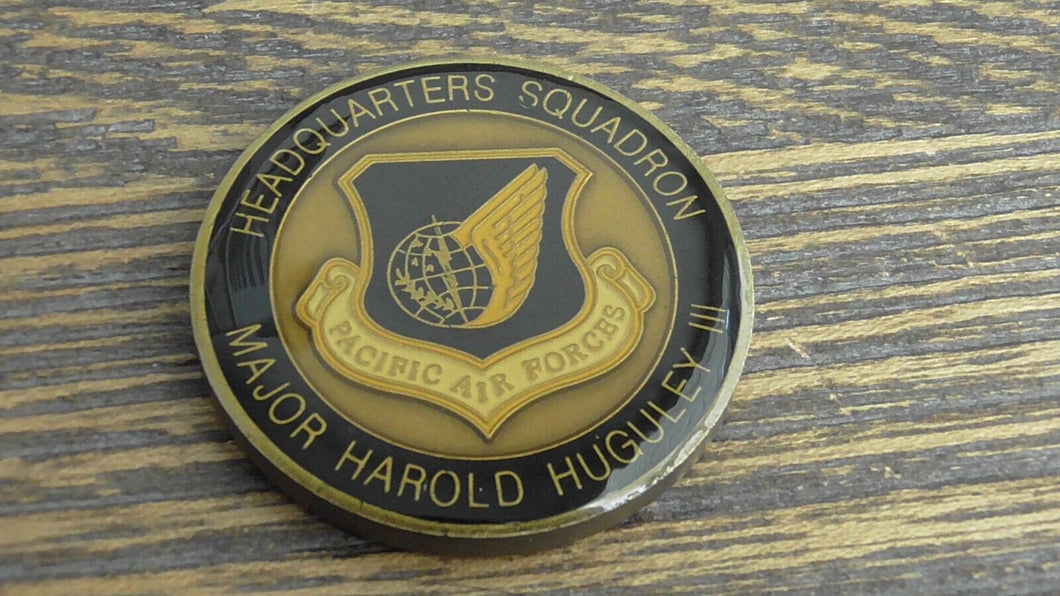 HEADQUARTERS SQUADRON
PACIFIC AIR FORCES
MAJOR HAROLD HUGULEY III